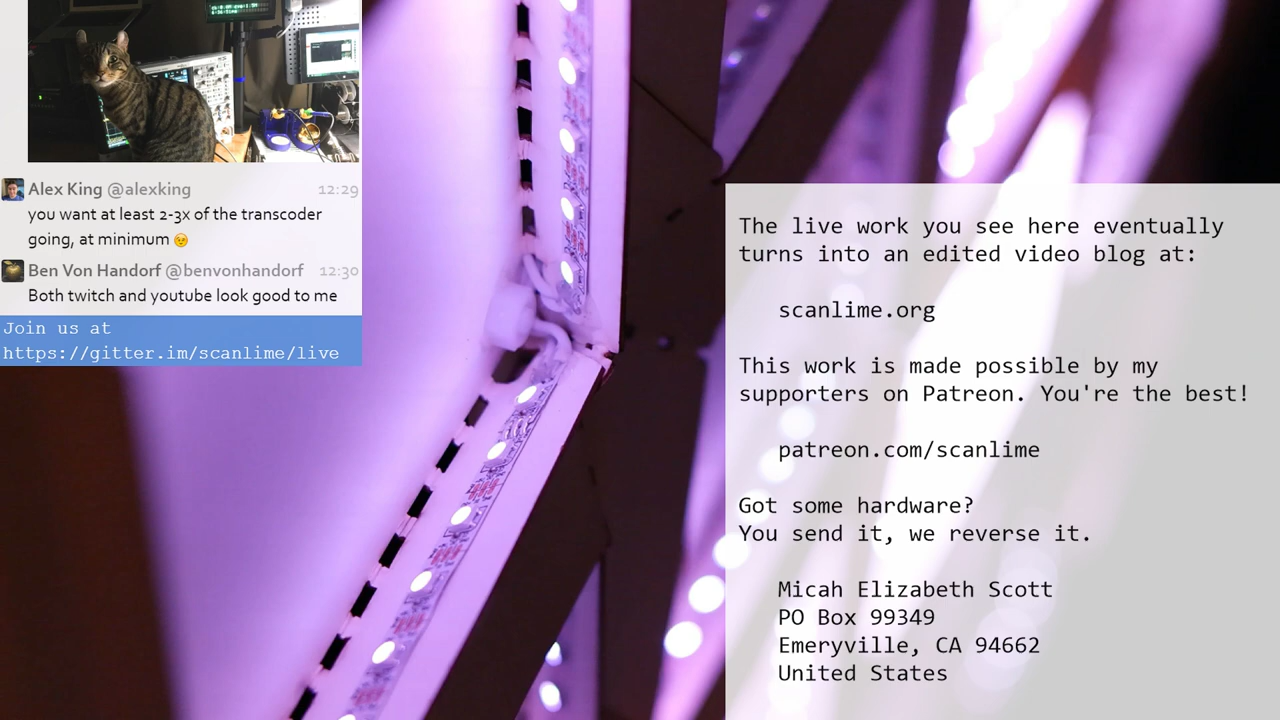 Alex King @alexking 12:29
you want at least 2-3x of the transcoder
going, at minimum
Ben Von Handorf @benvonhandorf 12:30
Both twitch and youtube look good to me
Join us at
https://gitter.im/scanlime/live
The live work you see here eventually
turns into an edited video blog at:
scanlime.org
This work is made possible by my
supporters on Patreon. You're the best!
patreon.com/scanlime
Got some hardware?
You send it, we reverse it.
Micah Elizabeth Scott
PO Box 99349
Emeryville, CA 94662
United States